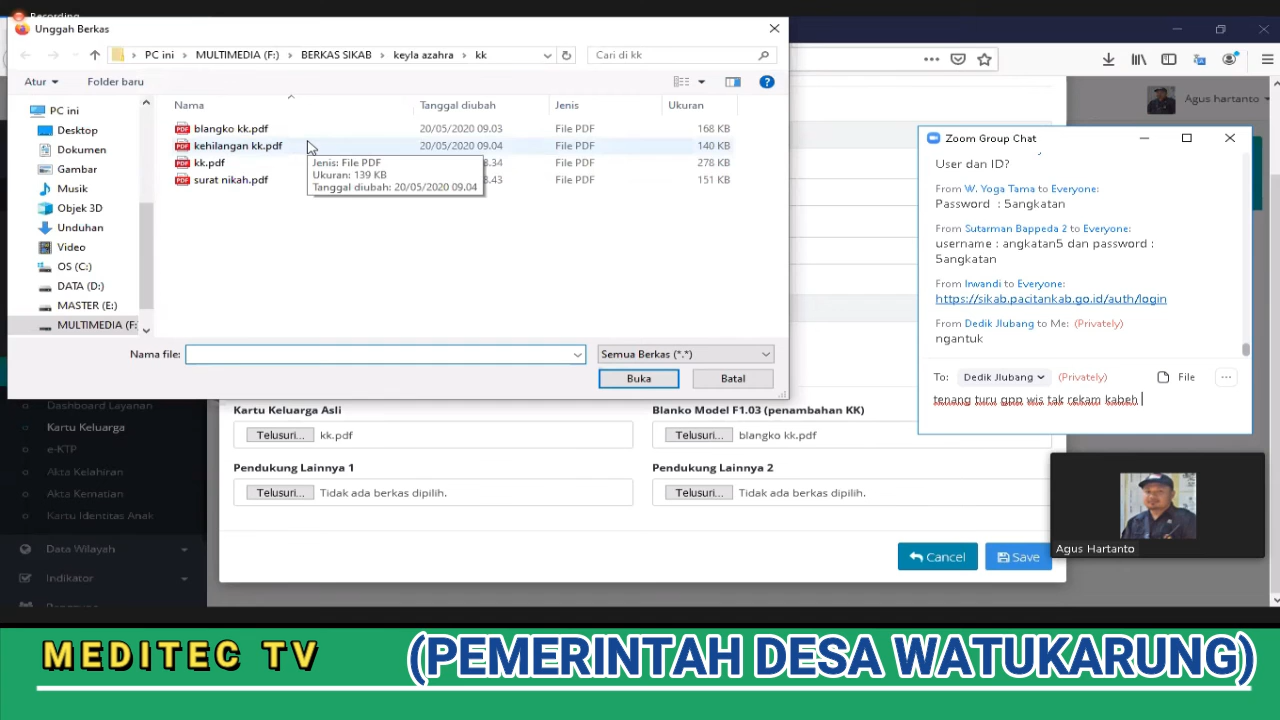 Recording
Unggah Berkas
PC ini > MULTIMEDIA (F:) > BERKAS SIKAB > keyla azahra > kk
Cari di kk
Atur
Folder baru
Nama
Tanggal diubah
Jenis
Ukuran
blangko kk.pdf 20/05/2020 09.03 File PDF 168 KB
kehilangan kk.pdf 20/05/2020 09.04 File PDF 140 KB
kk.pdf 8.34 File PDF 278 KB
surat nikah.pdf 8.43 File PDF 151 KB
Jenis: File PDF
Ukuran: 139 KB
Tanggal diubah: 20/05/2020 09.04
PC ini
Desktop
Dokumen
Gambar
Musik
Objek 3D
Unduhan
Video
OS (C:)
DATA (D:)
MASTER (E:)
MULTIMEDIA (F:
Nama file:
Semua Berkas (*.*)
Buka
Batal
Agus hartanto
Zoom Group Chat
User dan ID?
From W. Yoga Tama to Everyone:
Password : 5angkatan
From Sutarman Bappeda 2 to Everyone:
username : angkatan5 dan password :
5angkatan
From Irwandi to Everyone:
https://sikab.pacitankab.go.id/auth/login
From Dedik JIubang to Me: (Privately)
ngantuk
To: Dedik JIubang (Privately)
File
tenang turu gpp wis tak rekam kabeh
Dashboard Layanan
Kartu Keluarga
e-KTP
Akta Kelahiran
Akta Kematian
Kartu Identitas Anak
Data Wilayah
Indikator
Kartu Keluarga Asli
Telusuri... kk.pdf
Blanko Model F1.03 (penambahan KK)
Telusuri... blangko kk.pdf
Pendukung Lainnya 1
Telusuri... Tidak ada berkas dipilih.
Pendukung Lainnya 2
Telusuri... Tidak ada berkas dipilih.
Cancel
Save
Agus Hartanto
MEDITEC TV
(PEMERINTAH DESA WATUKARUNG)